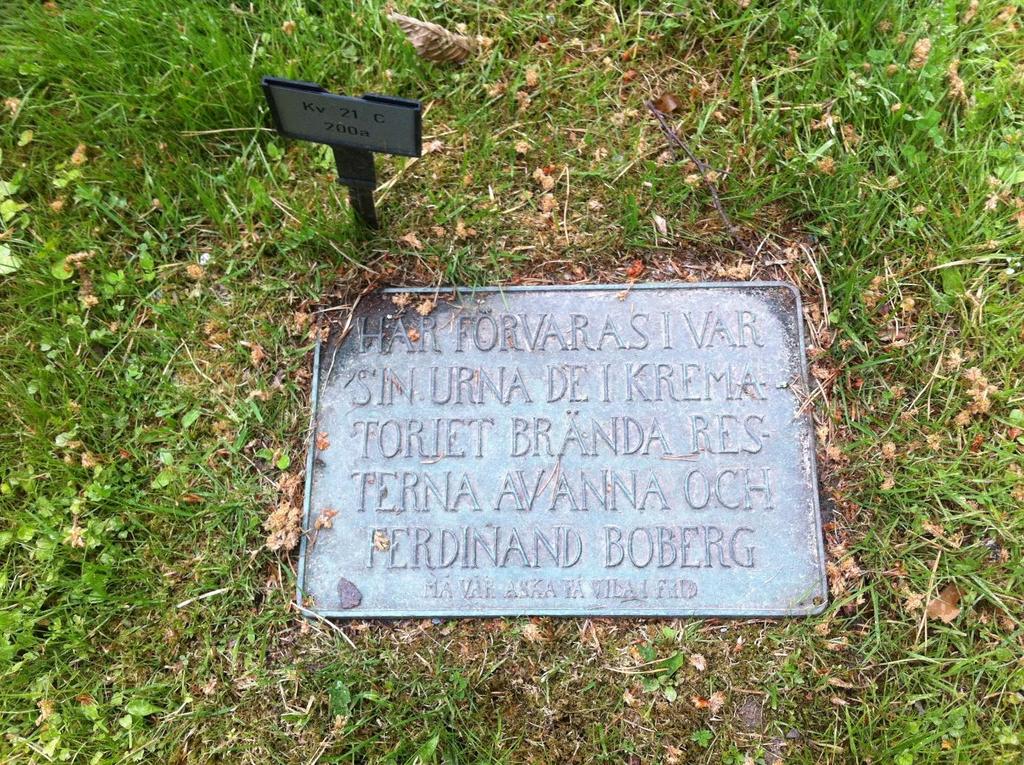 Kv 21 C
200a
HÄR FÖRVARAS I VAR
SIN URNA DE I KREMA-
TORIET BRÄNDA RES-
TERNA AV ANNA OCH
FERDINAND BOBERG
MÅ VÅR ASKA FÅ VILA I FRID